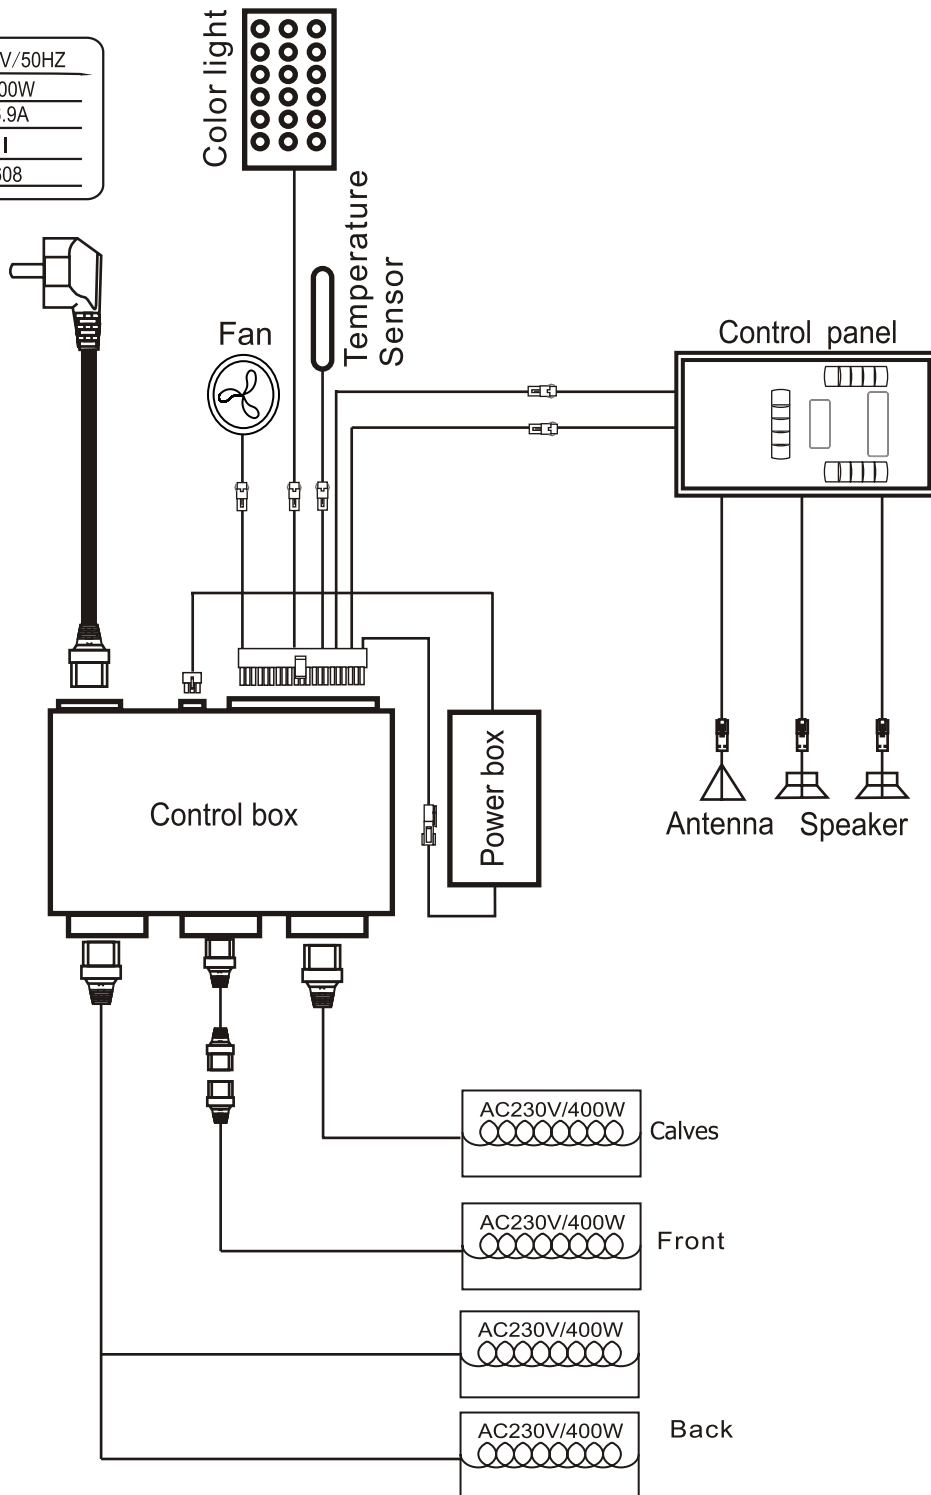 V/50HZ
00W
.9A
I
608
Color light
Temperature
Sensor
Fan
Control panel
Power box
Control box
Antenna
Speaker
AC230V/400W
Calves
AC230V/400W
Front
AC230V/400W
AC230V/400W
Back